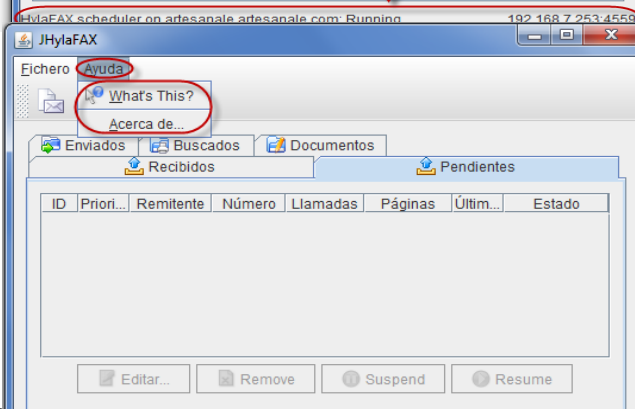 HylaFAX scheduler on artesanale artesanale com: Running 192.168.7.253:4559
JHylaFAX
Fichero Ayuda
What's This?
Acerca de...
Enviados Buscados Documentos
Recibidos Pendientes
ID Priori... Remitente Número Llamadas Páginas Últim... Estado
Editar... Remove Suspend Resume